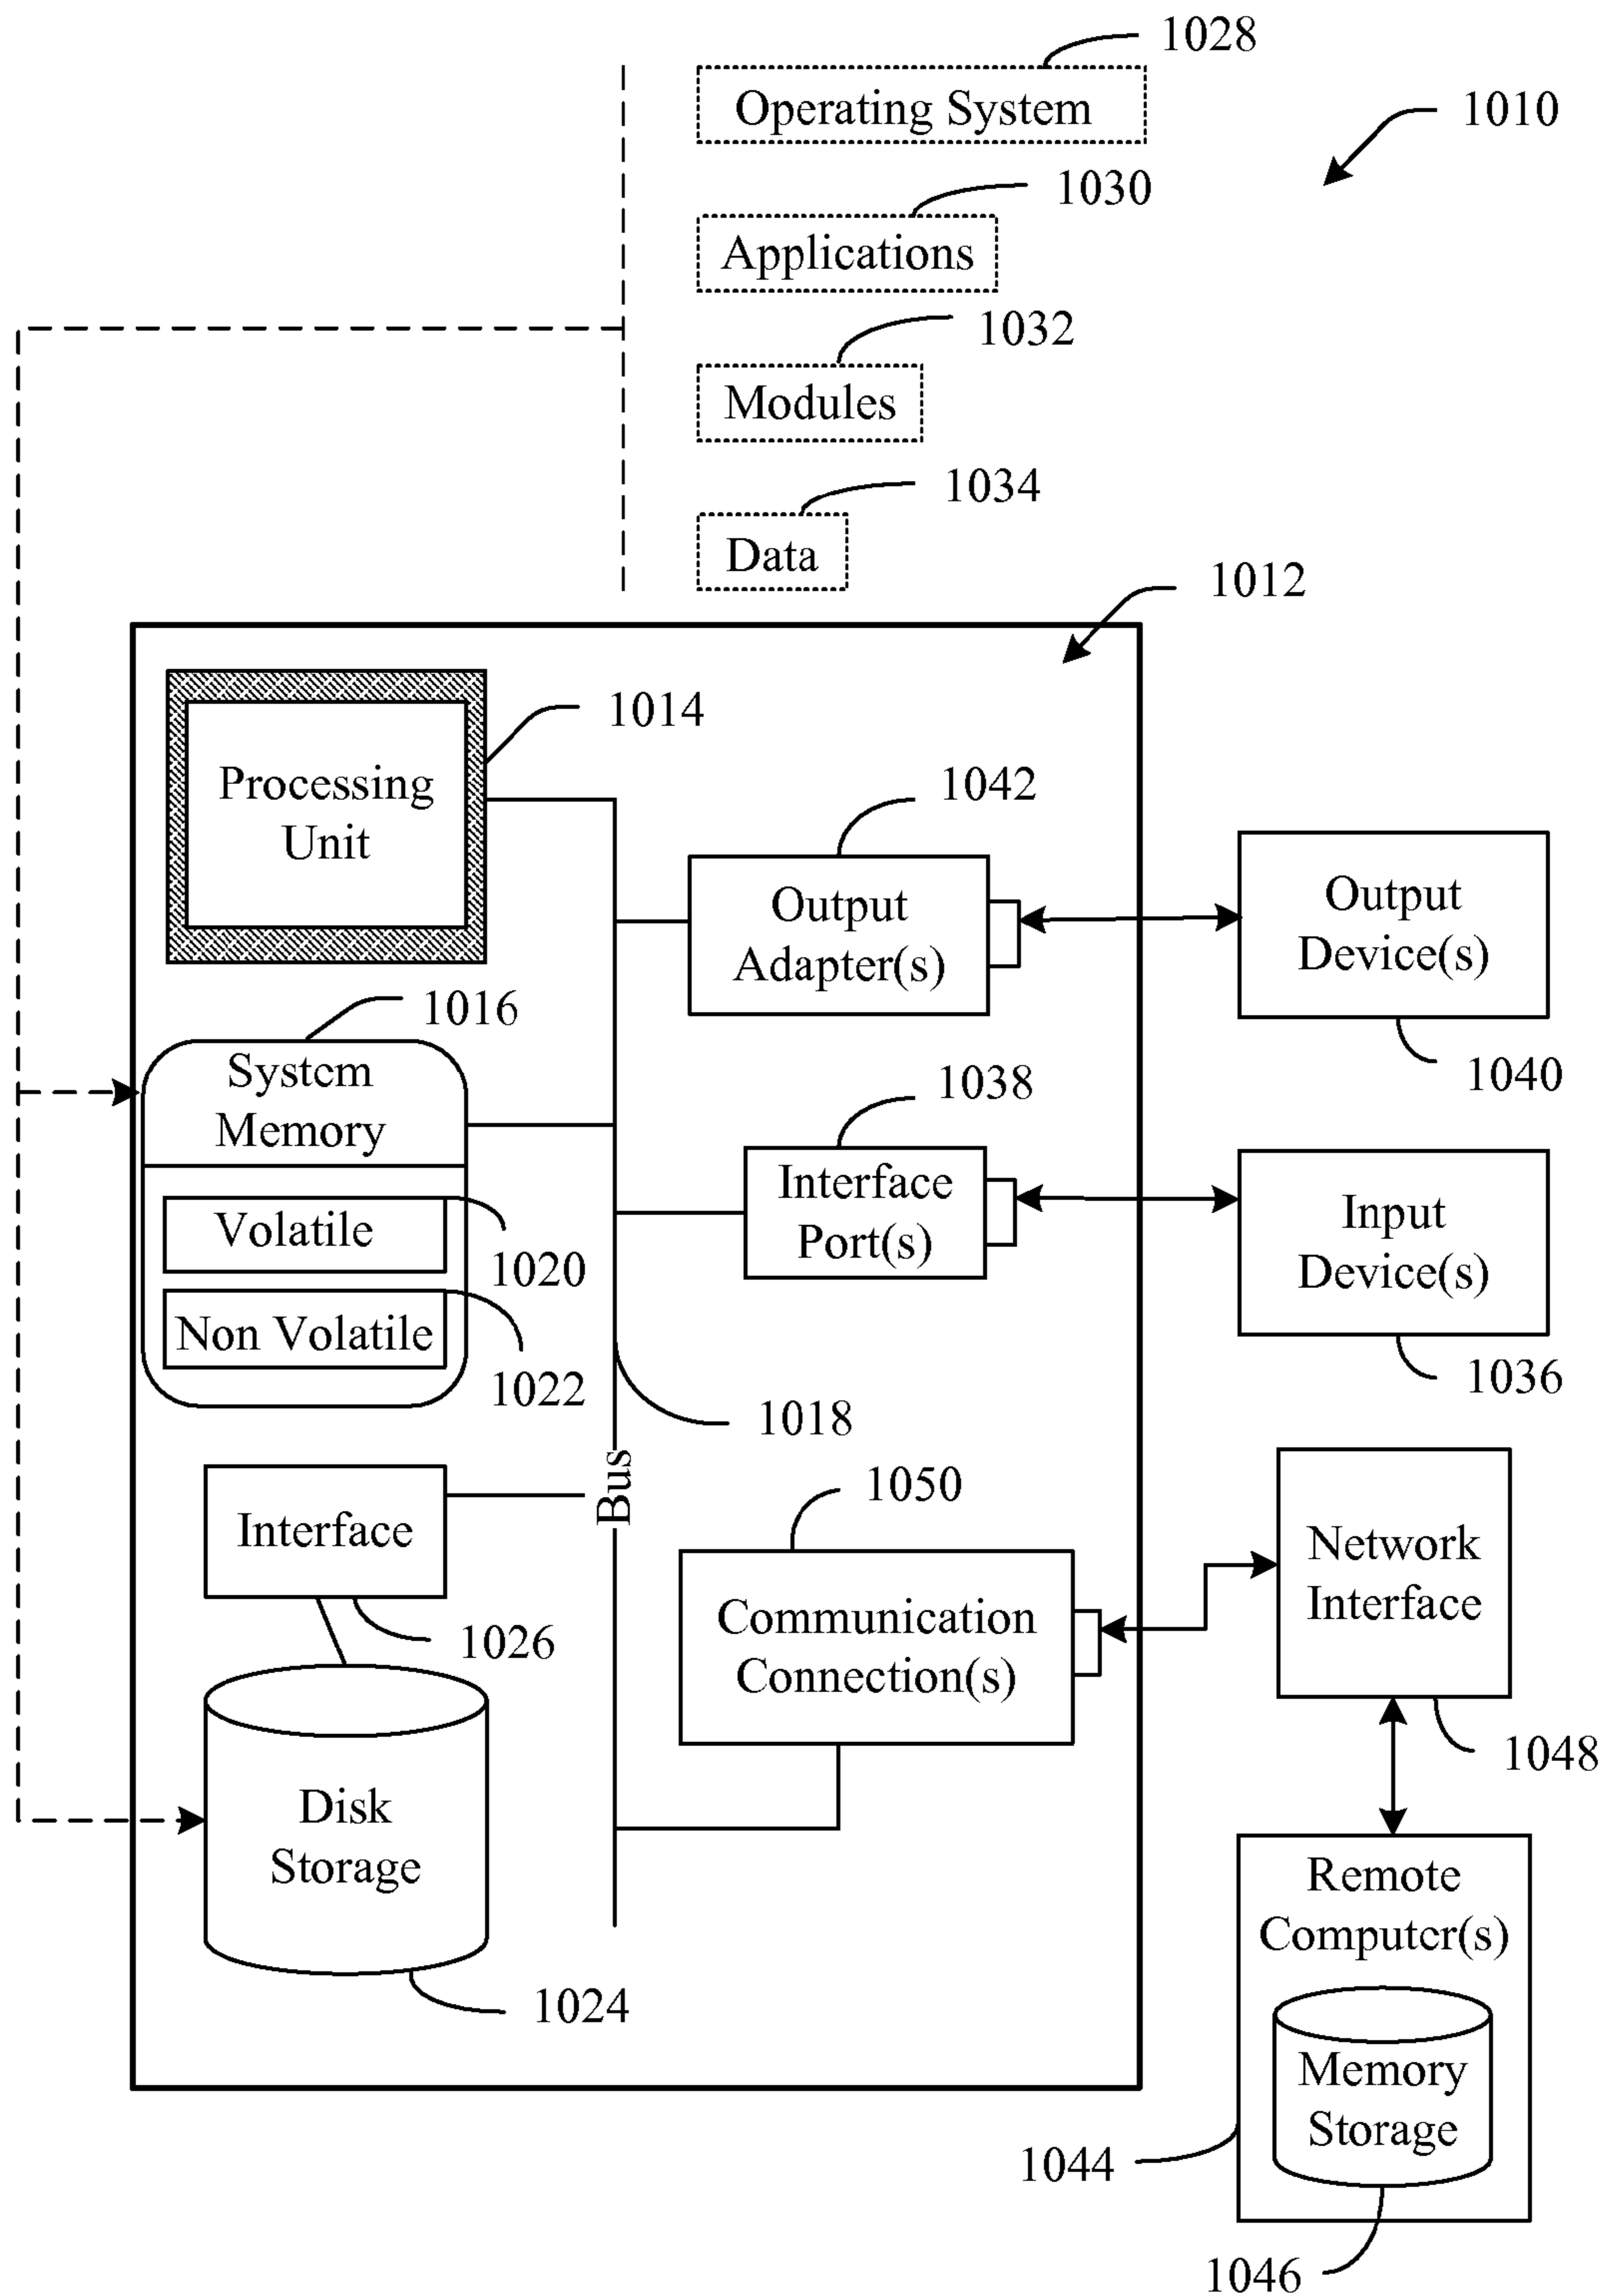 1028
Operating System
1010
1030
Applications
1032
Modules
1034
Data
1012
1014
Processing
Unit
1042
Output
Adapter(s)
Output
Device(s)
1040
1016
System
Memory
1038
Interface
Port(s)
Input
Device(s)
1036
Volatile
1020
Non Volatile
1022
1018
Bus
1050
Interface
1026
Communication
Connection(s)
Network
Interface
1048
Disk
Storage
1024
Remote
Computer(s)
Memory
Storage
1044
1046